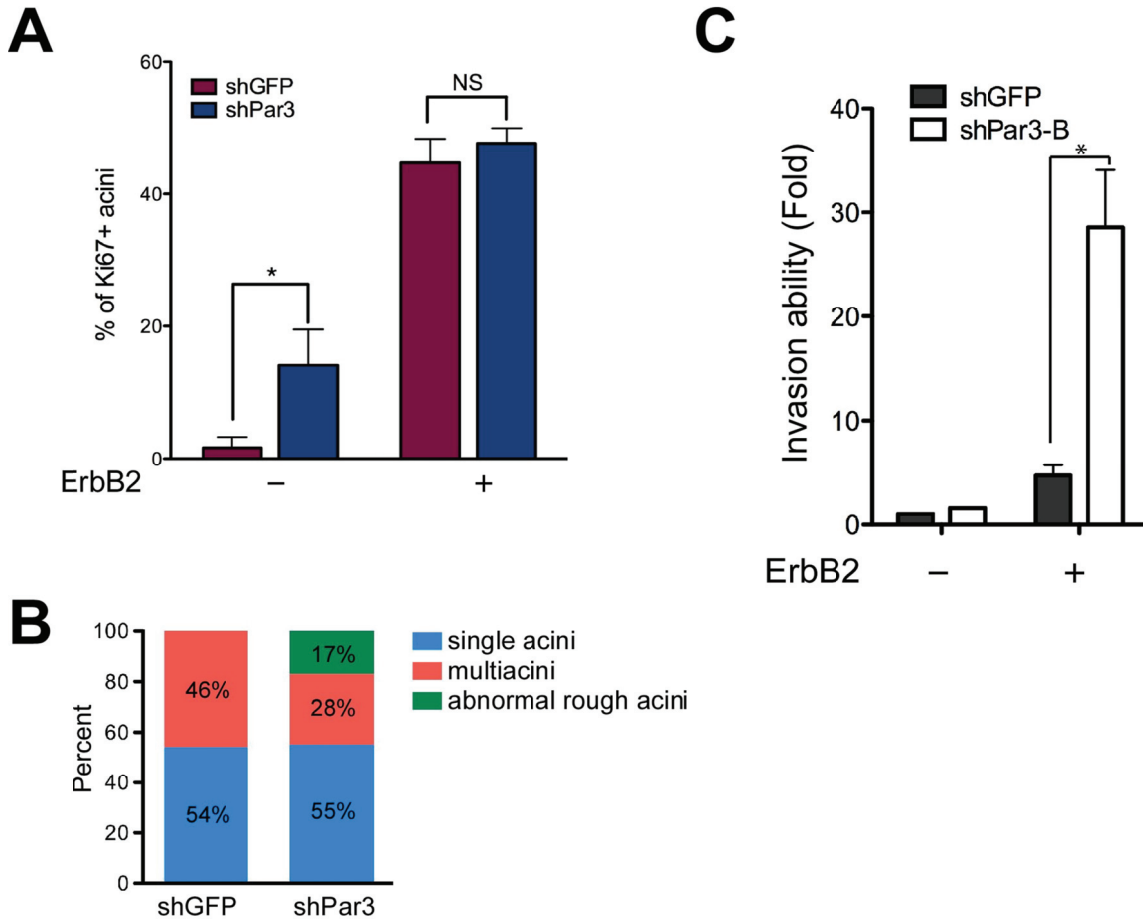 A
60
40
20
0
% of Ki67+ acini
shGFP
shPar3
*
NS
ErbB2 − +
B
100
80
60
40
20
0
Percent
46%
54%
17%
28%
55%
shGFP shPar3
single acini
multiacini
abnormal rough acini
C
shGFP
shPar3-B
40
30
20
10
0
Invasion ability (Fold)
*
ErbB2 − +